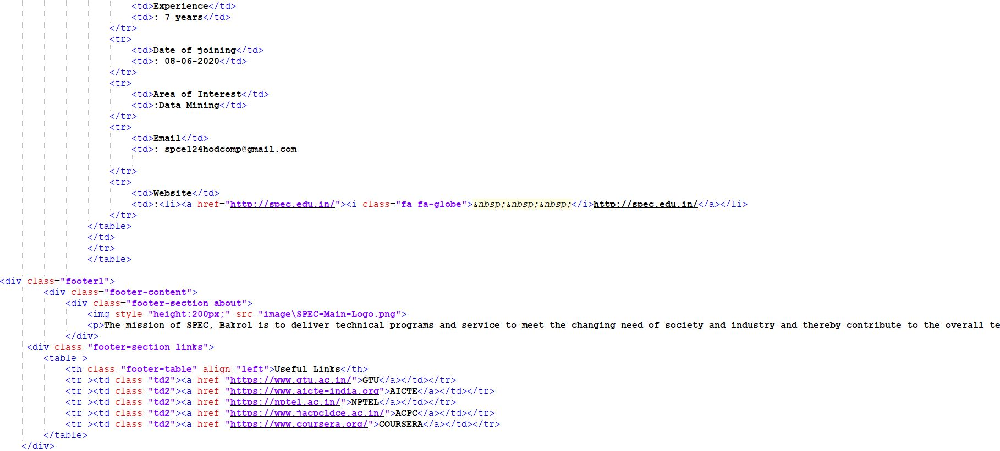 <td>Experience</td>
<td>: 7 years</td>
</tr>
<tr>
<td>Date of joining</td>
<td>: 08-06-2020</td>
</tr>
<tr>
<td>Area of Interest</td>
<td>:Data Mining</td>
</tr>
<tr>
<td>Email</td>
<td>: spce124hodcomp@gmail.com
</tr>
<tr>
<td>Website</td>
<td>:<li><a href="http://spec.edu.in/"><i class="fa fa-globe">&nbsp;&nbsp;&nbsp;</i>http://spec.edu.in/</a></li>
</tr>
</table>
</td>
</tr>
</table>
<div class="footer1">
<div class="footer-content">
<div class="footer-section about">
<img style="height:200px;" src="image\SPEC-Main-Logo.png">
<p>The mission of SPEC, Bakrol is to deliver technical programs and service to meet the changing need of society and industry and thereby contribute to the overall te
</div>
<div class="footer-section links">
<table >
<th class="footer-table" align="left">Useful Links</th>
<tr ><td class="td2"><a href="https://www.gtu.ac.in/">GTU</a></td></tr>
<tr ><td class="td2"><a href="https://www.aicte-india.org">AICTE</a></td></tr>
<tr ><td class="td2"><a href="https://nptel.ac.in/">NPTEL</a></td></tr>
<tr ><td class="td2"><a href="https://www.jacpcldce.ac.in/">ACPC</a></td></tr>
<tr ><td class="td2"><a href="https://www.coursera.org/">COURSERA</a></td></tr>
</table>
</div>